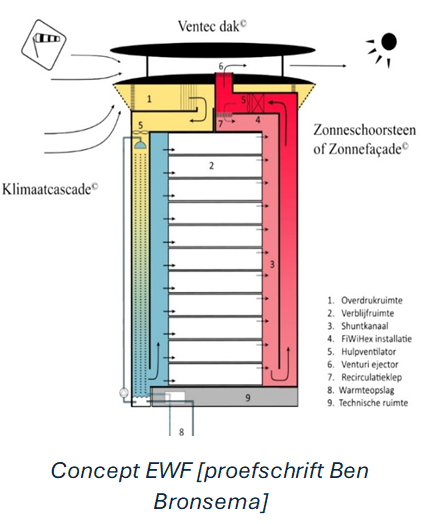 Ventec dak©
6
1
5
4
5
7
Zonneschoorsteen
of Zonnefaçade©
2
Klimaatcascade©
3
1. Overdrukruimte
2. Verblijfruimte
3. Shuntkanaal
4. FiWiHex installatie
5. Hulpventilator
6. Venturi ejector
7. Recirculatieklep
8. Warmteopslag
9. Technische ruimte
9
8
Concept EWF [proefschrift Ben
Bronsema]